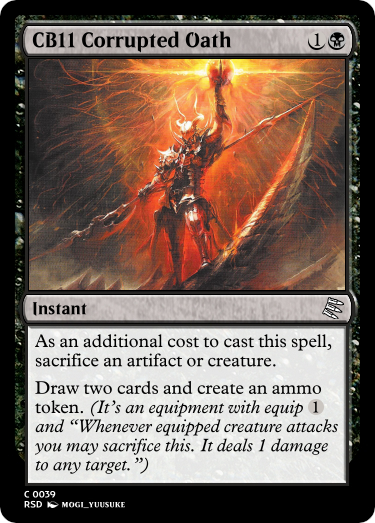 CB11 Corrupted Oath 1
Instant
As an additional cost to cast this spell,
sacrifice an artifact or creature.
Draw two cards and create an ammo
token. (It's an equipment with equip 1
and “Whenever equipped creature attacks
you may sacrifice this. It deals 1 damage
to any target.”)
C 0039
RSD MOGI_YUUSUKE